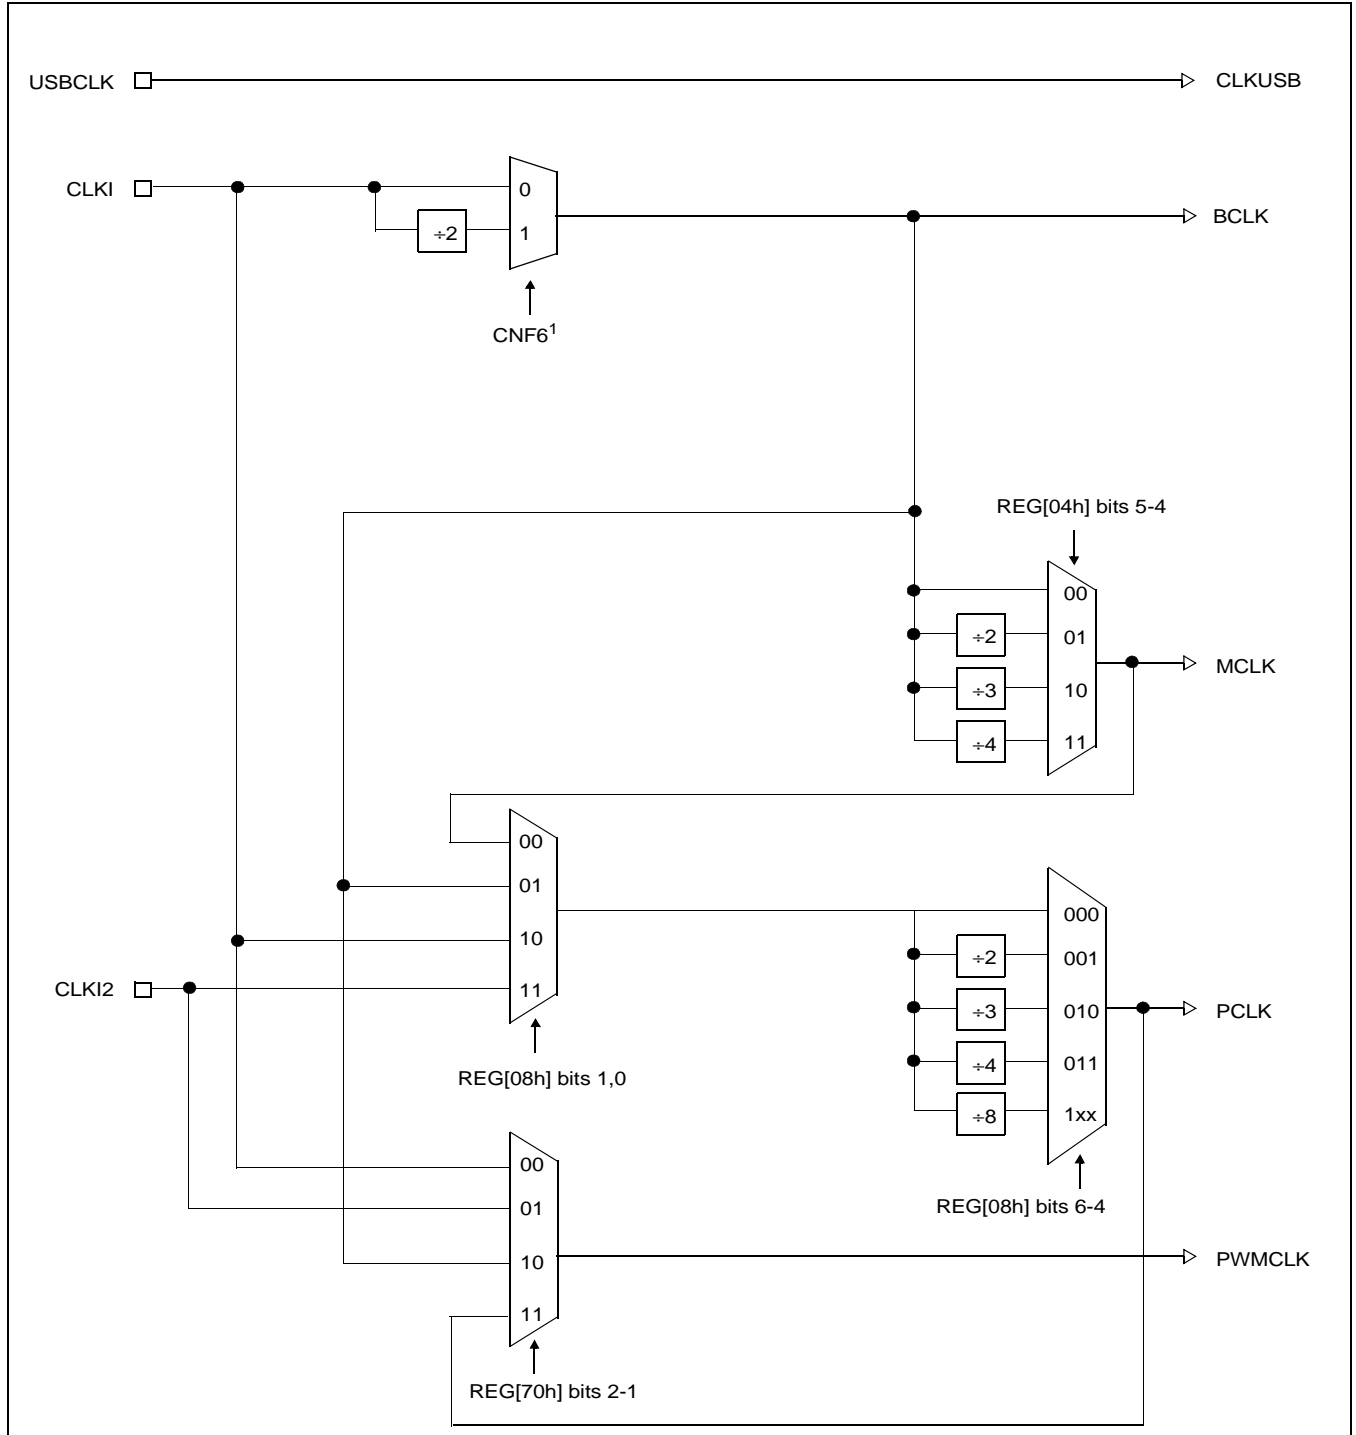 USBCLK
CLKUSB
CLKI
0
÷2
1
BCLK
CNF6¹
REG[04h] bits 5-4
00
÷2
01
÷3
10
÷4
11
MCLK
00
01
10
11
CLKI2
REG[08h] bits 1,0
000
÷2
001
÷3
010
÷4
011
÷8
1xx
PCLK
REG[08h] bits 6-4
00
01
10
11
PWMCLK
REG[70h] bits 2-1